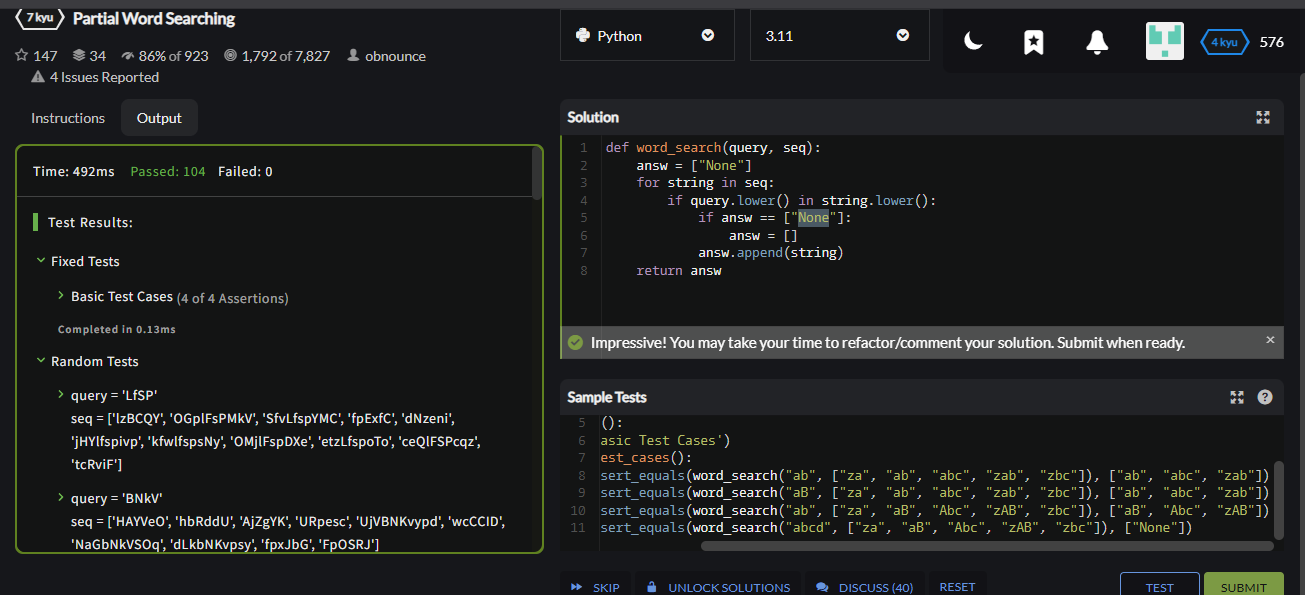 7 kyu Partial Word Searching
147 34 86% of 923 1,792 of 7,827 obnounce
4 Issues Reported
Python
3.11
4 kyu 576
Instructions Output
Time: 492ms Passed: 104 Failed: 0
Test Results:
Fixed Tests
Basic Test Cases (4 of 4 Assertions)
Completed in 0.13ms
Random Tests
query = 'LfSP'
seq = ['lzBCQY', 'OGplFsPMkV', 'SfvLfspYMC', 'fpExfC', 'dNzeni',
'jHYlfspivp', 'kfwlfspsNy', 'OMjlFspDXe', 'etzLfspoTo', 'ceQlFSPcqz',
'tcRviF']
query = 'BNkV'
seq = ['HAYVeO', 'hbRddU', 'AjZgYK', 'URpesc', 'UjVBNKvypd', 'wcCCID',
'NaGbNkVSOq', 'dLkbNKvpsy', 'fpxJbG', 'FpOSRJ']
Solution
1 def word_search(query, seq):
2 answ = ["None"]
3 for string in seq:
4 if query.lower() in string.lower():
5 if answ == ["None"]:
6 answ = []
7 answ.append(string)
8 return answ
Impressive! You may take your time to refactor/comment your solution. Submit when ready. ×
Sample Tests ?
5 ():
6 asic Test Cases')
7 est_cases():
8 sert_equals(word_search("ab", ["za", "ab", "abc", "zab", "zbc"]), ["ab", "abc", "zab"])
9 sert_equals(word_search("aB", ["za", "ab", "abc", "zab", "zbc"]), ["ab", "abc", "zab"])
10 sert_equals(word_search("ab", ["za", "aB", "Abc", "zAB", "zbc"]), ["aB", "Abc", "zAB"])
11 sert_equals(word_search("abcd", ["za", "aB", "Abc", "zAB", "zbc"]), ["None"])
SKIP UNLOCK SOLUTIONS DISCUSS (40) RESET TEST SUBMIT